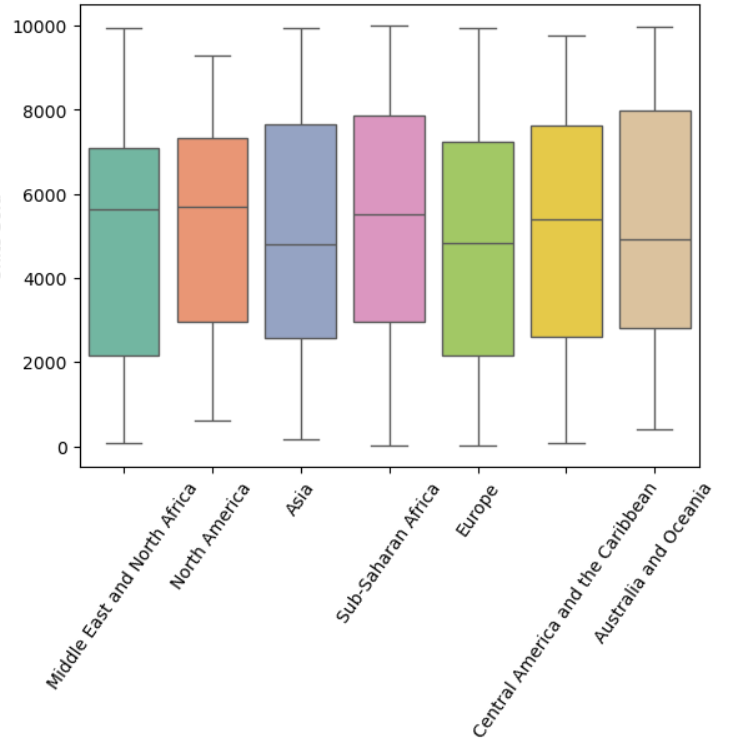 10000
8000
6000
4000
2000
0
Middle East and North Africa
North America
Asia
Sub-Saharan Africa
Europe
Central America and the Caribbean
Australia and Oceania